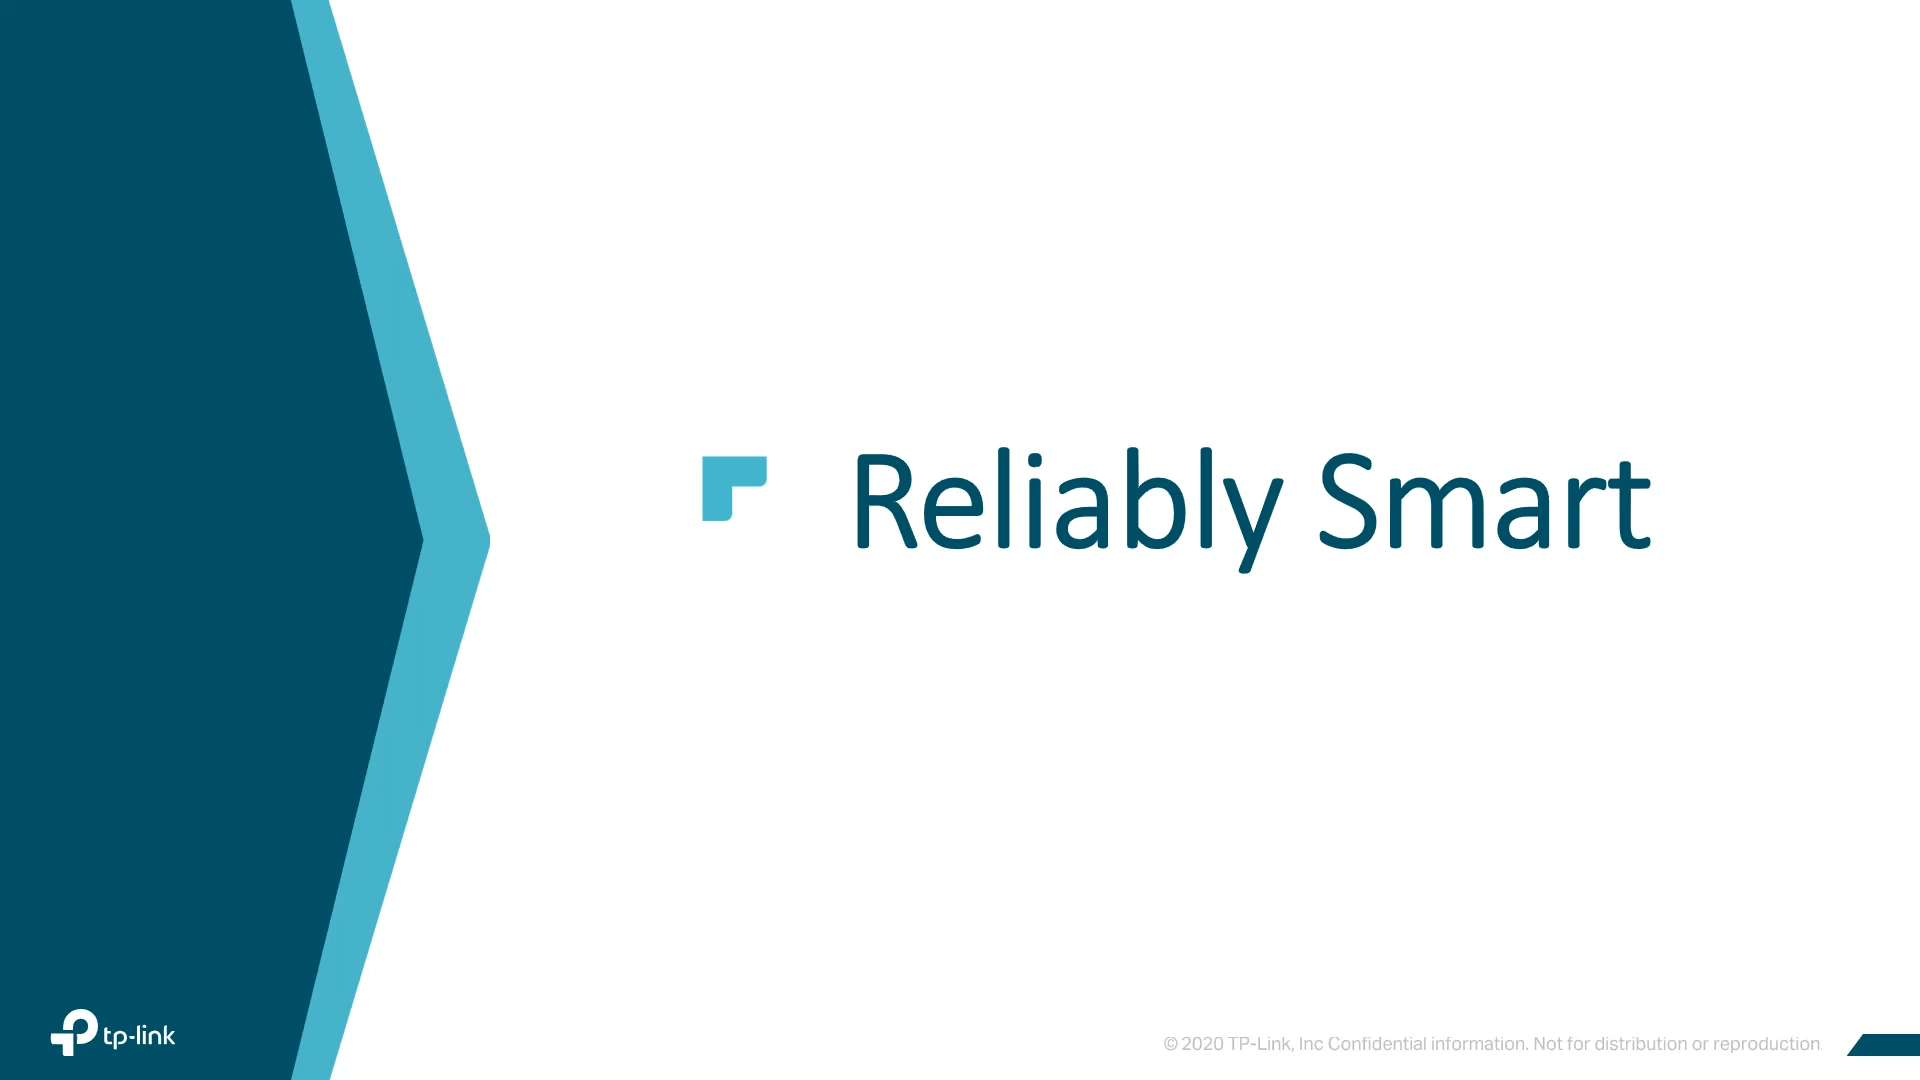 Reliably Smart
tp-link
© 2020 TP-Link, Inc Confidential information. Not for distribution or reproduction.